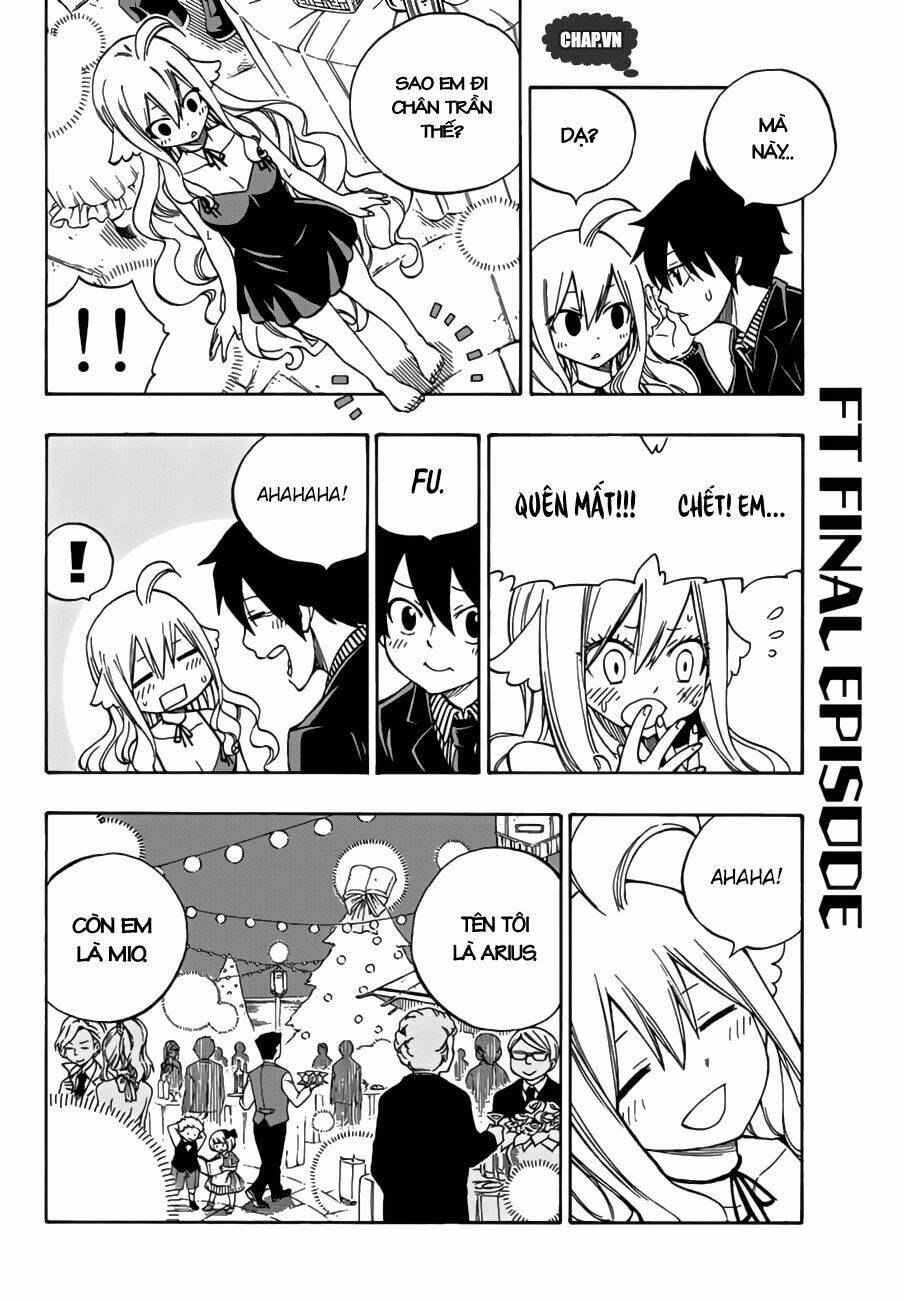 CHAP.VN
MÀ
NÀY...
DẠ?
SAO EM ĐI
CHÂN TRẦN
THẾ?
!!
CHẾT! EM...
QUÊN MẤT!!!
FU.
AHAHAHA!
!
AHAHA!
TÊN TÔI
LÀ ARIUS.
CÒN EM
LÀ MIO.
FT FINAL EPISODE